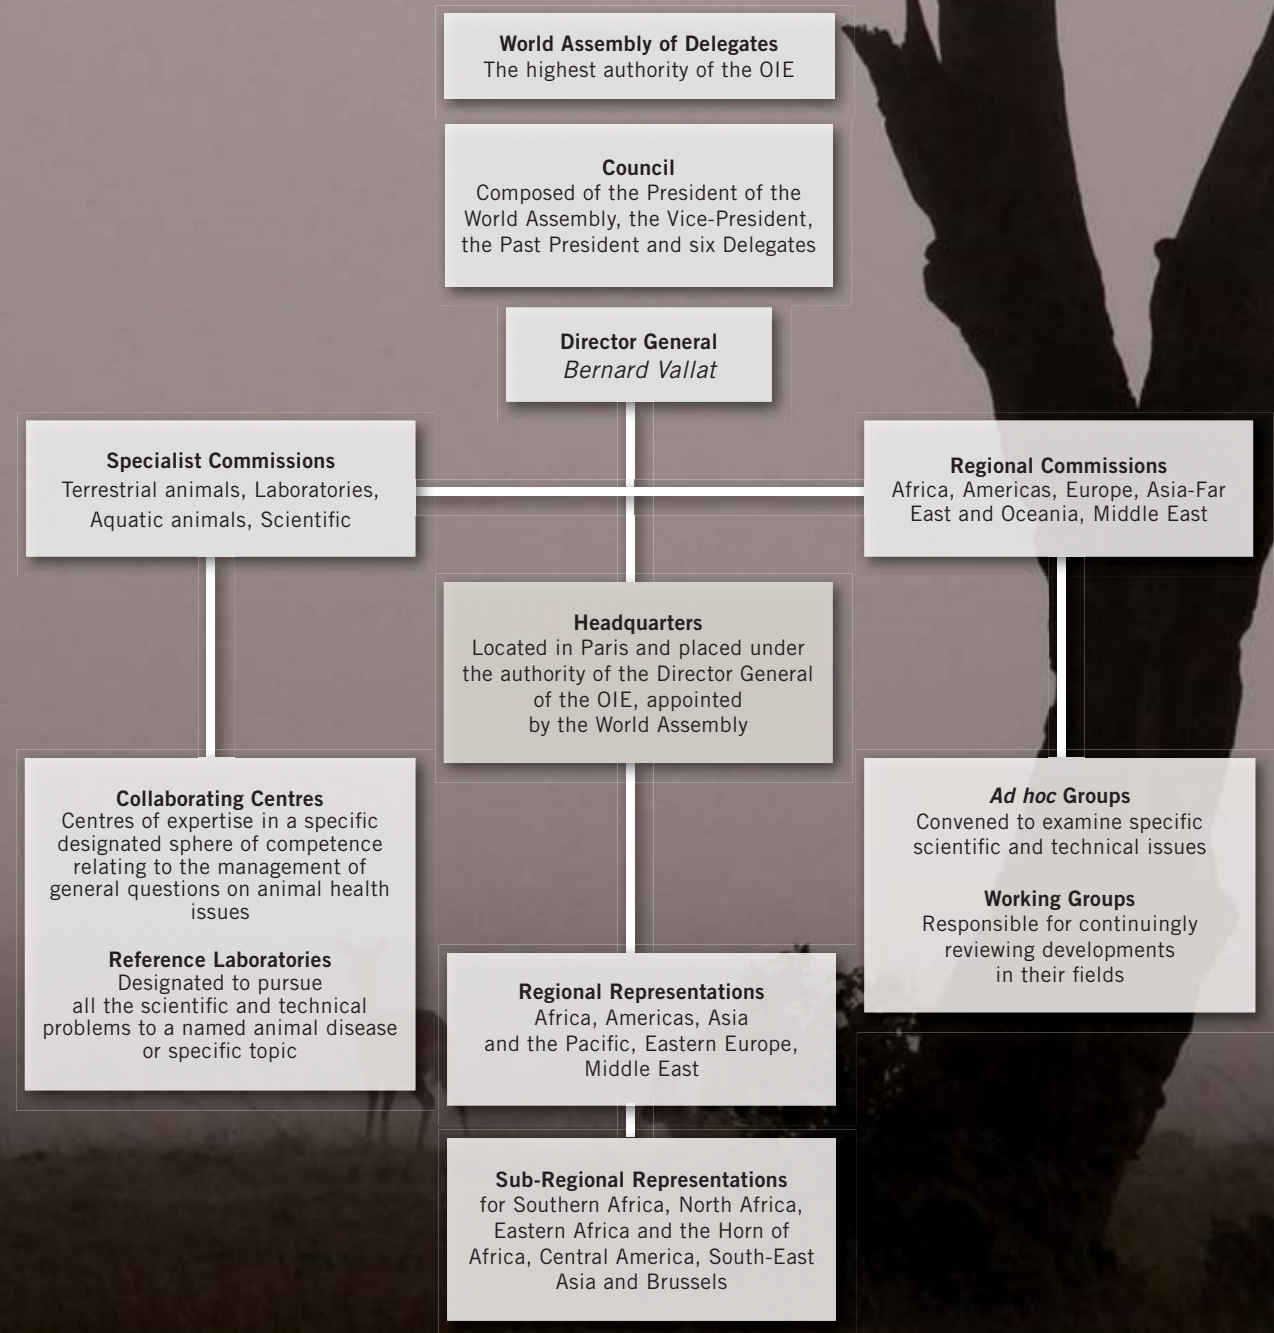 World Assembly of Delegates
The highest authority of the OIE
Council
Composed of the President of the
World Assembly, the Vice-President,
the Past President and six Delegates
Director General
Bernard Vallat
Specialist Commissions
Terrestrial animals, Laboratories,
Aquatic animals, Scientific
Regional Commissions
Africa, Americas, Europe, Asia-Far
East and Oceania, Middle East
Headquarters
Located in Paris and placed under
the authority of the Director General
of the OIE, appointed
by the World Assembly
Collaborating Centres
Centres of expertise in a specific
designated sphere of competence
relating to the management of
general questions on animal health
issues
Reference Laboratories
Designated to pursue
all the scientific and technical
problems to a named animal disease
or specific topic
Ad hoc Groups
Convened to examine specific
scientific and technical issues
Working Groups
Responsible for continuingly
reviewing developments
in their fields
Regional Representations
Africa, Americas, Asia
and the Pacific, Eastern Europe,
Middle East
Sub-Regional Representations
for Southern Africa, North Africa,
Eastern Africa and the Horn of
Africa, Central America, South-East
Asia and Brussels